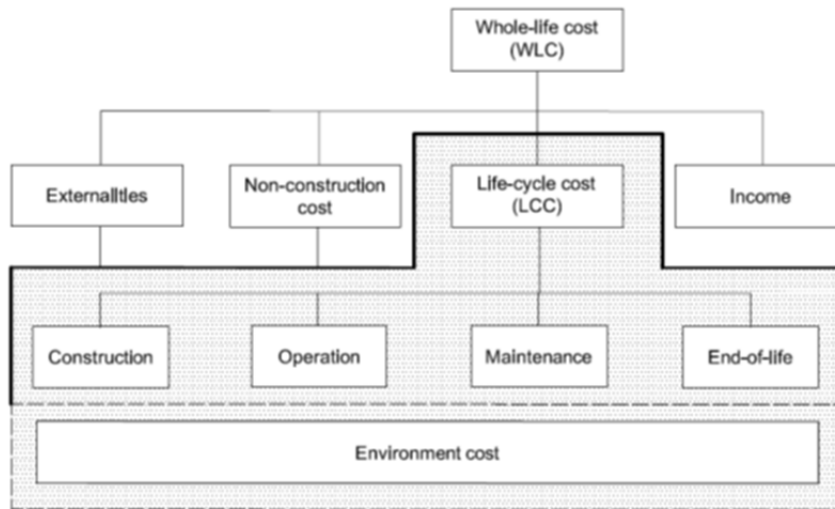 Whole-life cost
(WLC)
Externalities
Non-construction
cost
Life-cycle cost
(LCC)
Income
Construction
Operation
Maintenance
End-of-life
Environment cost